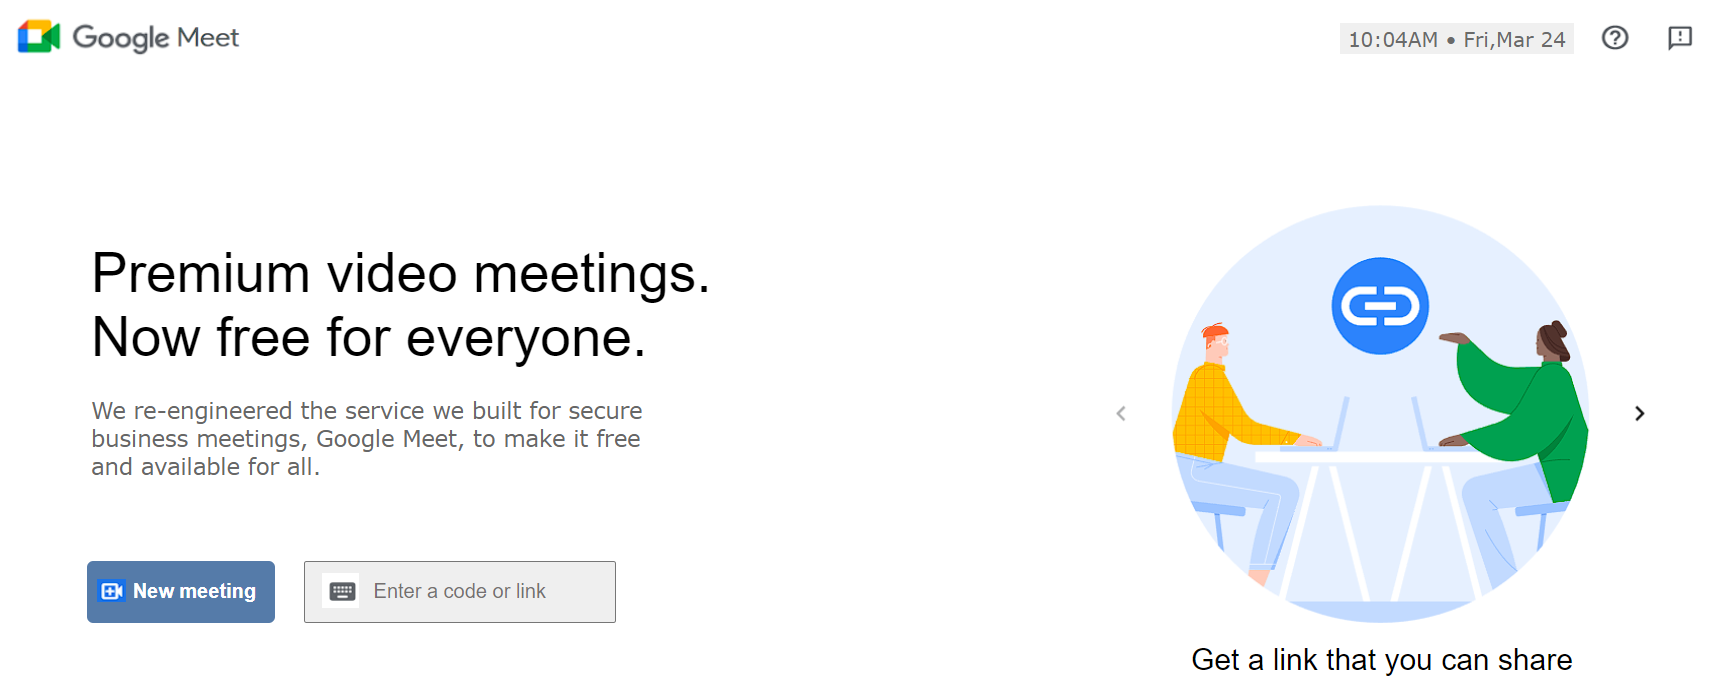 Google Meet
10:04AM • Fri,Mar 24
Premium video meetings.
Now free for everyone.
We re-engineered the service we built for secure
business meetings, Google Meet, to make it free
and available for all.
New meeting
Enter a code or link
Get a link that you can share